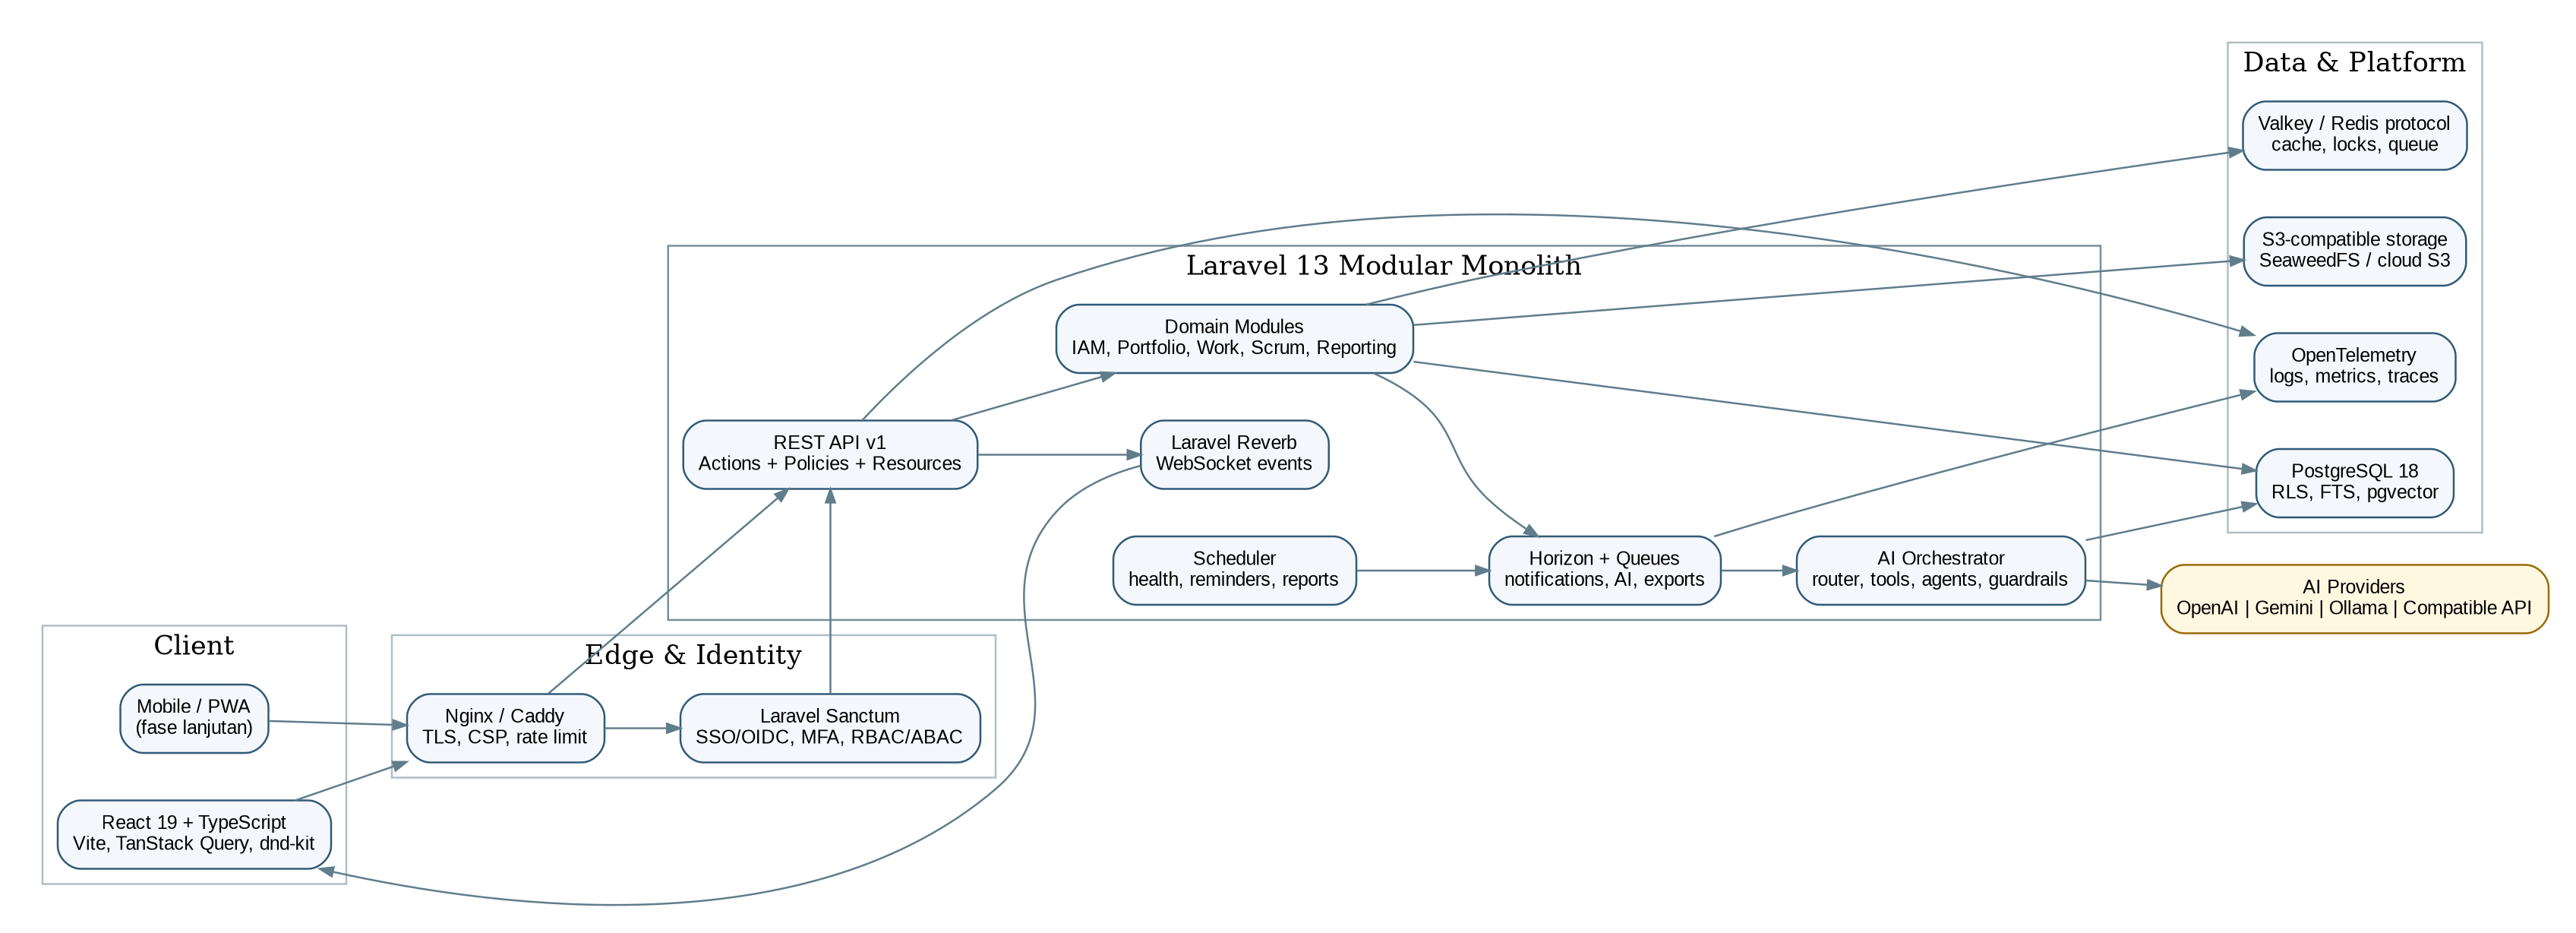 Client
Mobile / PWA
(fase lanjutan)
React 19 + TypeScript
Vite, TanStack Query, dnd-kit
Edge & Identity
Nginx / Caddy
TLS, CSP, rate limit
Laravel Sanctum
SSO/OIDC, MFA, RBAC/ABAC
Laravel 13 Modular Monolith
REST API v1
Actions + Policies + Resources
Domain Modules
IAM, Portfolio, Work, Scrum, Reporting
Laravel Reverb
WebSocket events
Scheduler
health, reminders, reports
Horizon + Queues
notifications, AI, exports
AI Orchestrator
router, tools, agents, guardrails
Data & Platform
Valkey / Redis protocol
cache, locks, queue
S3-compatible storage
SeaweedFS / cloud S3
OpenTelemetry
logs, metrics, traces
PostgreSQL 18
RLS, FTS, pgvector
AI Providers
OpenAI | Gemini | Ollama | Compatible API